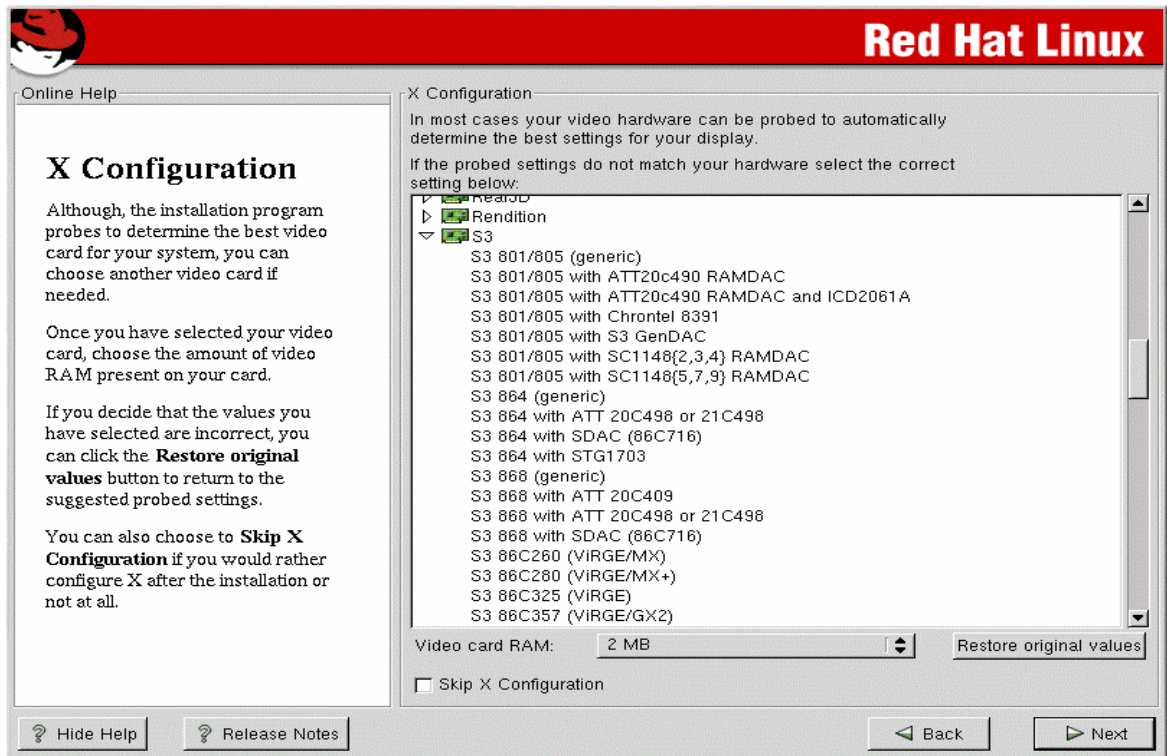 Red Hat Linux
Online Help
X Configuration
Although, the installation program
probes to determine the best video
card for your system, you can
choose another video card if
needed.
Once you have selected your video
card, choose the amount of video
RAM present on your card.
If you decide that the values you
have selected are incorrect, you
can click the Restore original
values button to return to the
suggested probed settings.
You can also choose to Skip X
Configuration if you would rather
configure X after the installation or
not at all.
X Configuration
In most cases your video hardware can be probed to automatically
determine the best settings for your display.
If the probed settings do not match your hardware select the correct
setting below:
Real3D
Rendition
S3
S3 801/805 (generic)
S3 801/805 with ATT20c490 RAMDAC
S3 801/805 with ATT20c490 RAMDAC and ICD2061A
S3 801/805 with Chrontel 8391
S3 801/805 with S3 GenDAC
S3 801/805 with SC1148{2,3,4} RAMDAC
S3 801/805 with SC1148{5,7,9} RAMDAC
S3 864 (generic)
S3 864 with ATT 20C498 or 21C498
S3 864 with SDAC (86C716)
S3 864 with STG1703
S3 868 (generic)
S3 868 with ATT 20C409
S3 868 with ATT 20C498 or 21C498
S3 868 with SDAC (86C716)
S3 86C260 (ViRGE/MX)
S3 86C280 (ViRGE/MX+)
S3 86C325 (ViRGE)
S3 86C357 (ViRGE/GX2)
Video card RAM: 2 MB Restore original values
Skip X Configuration
Hide Help Release Notes Back Next